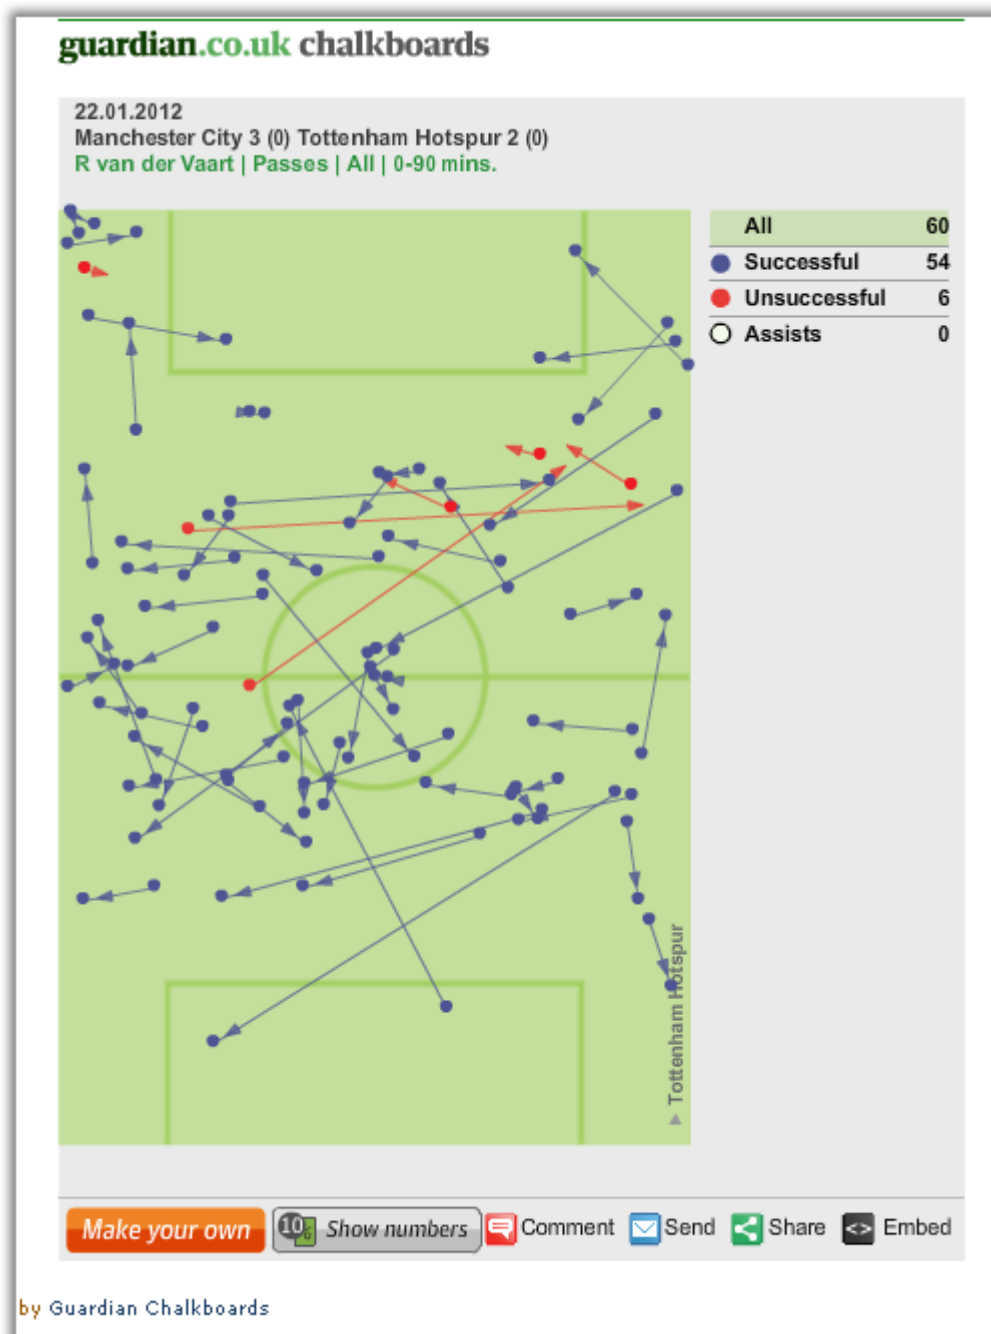 guardian.co.uk chalkboards
22.01.2012
Manchester City 3 (0) Tottenham Hotspur 2 (0)
R van der Vaart | Passes | All | 0-90 mins.
All 60
Successful 54
Unsuccessful 6
Assists 0
Tottenham Hotspur
Make your own
10 Show numbers
Comment
Send
Share
Embed
by Guardian Chalkboards